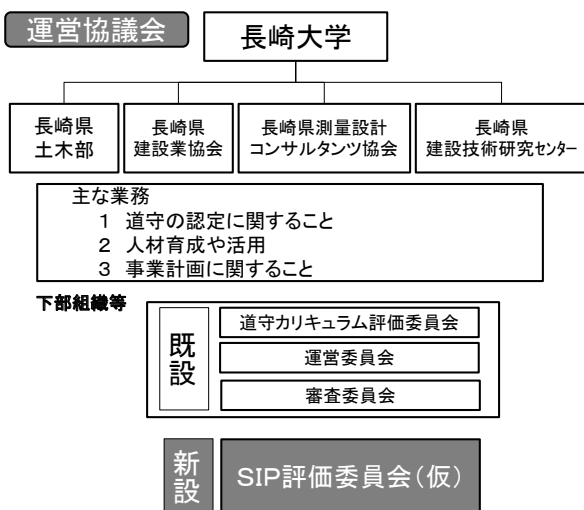 運営協議会
長崎大学
長崎県
土木部
長崎県
建設業協会
長崎県測量設計
コンサルタンツ協会
長崎県
建設技術研究センター
主な業務
1 道守の認定に関すること
2 人材育成や活用
3 事業計画に関すること
下部組織等
既設
道守カリキュラム評価委員会
運営委員会
審査委員会
新設
SIP評価委員会(仮)